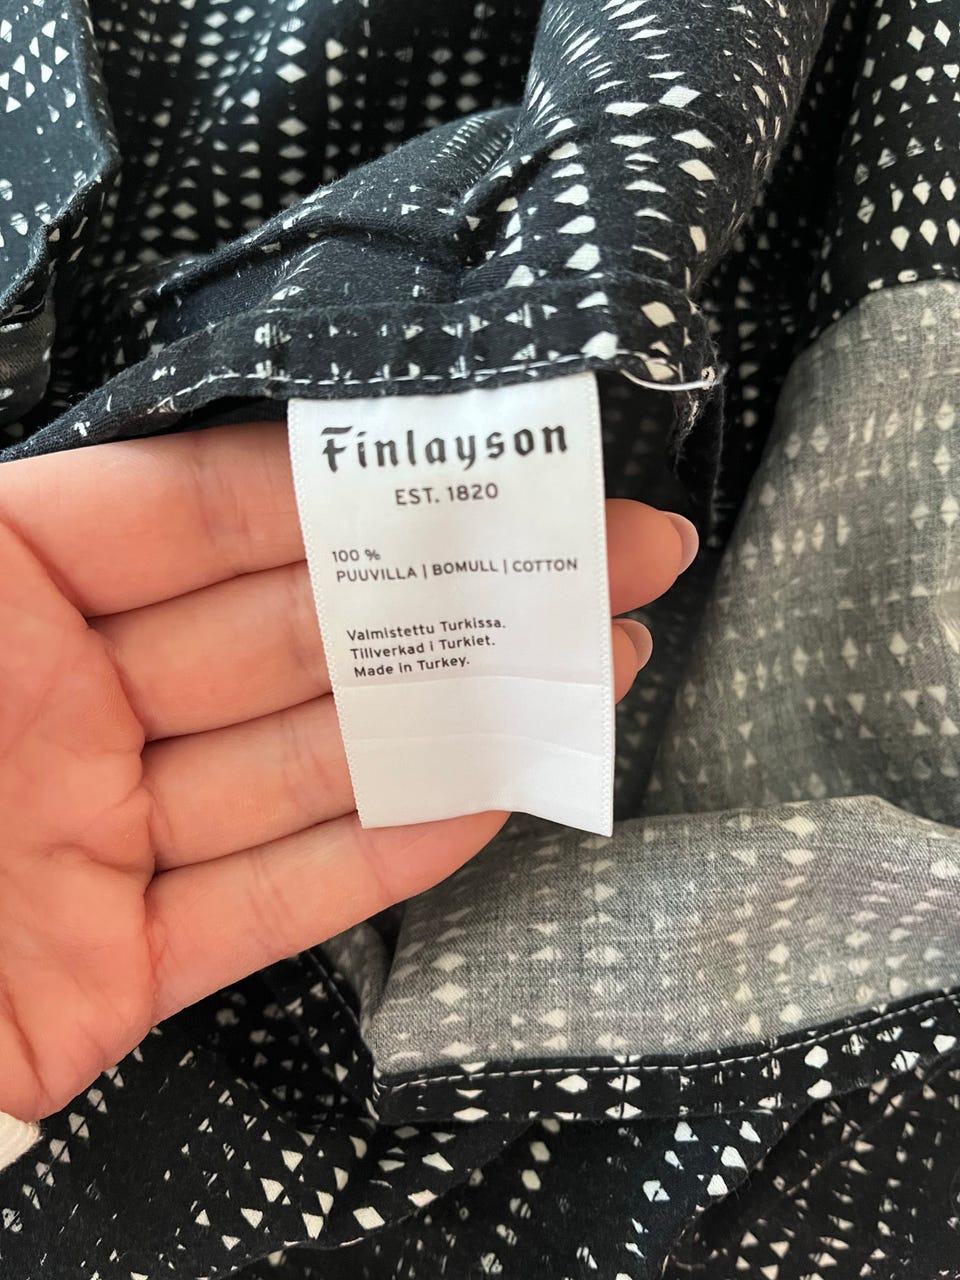 Finlayson
EST. 1820
100 %
PUUVILLA | BOMULL | COTTON
Valmistettu Turkissa.
Tillverkad i Turkiet.
Made in Turkey.